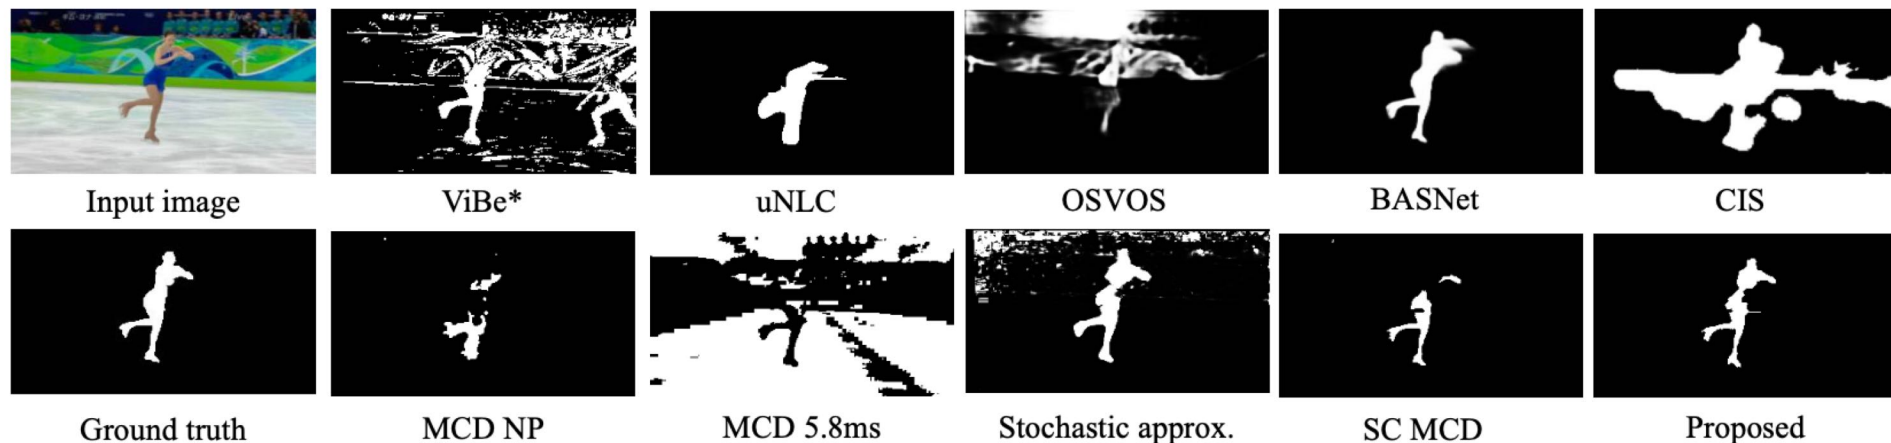 Input image
ViBe*
uNLC
OSVOS
BASNet
CIS
Ground truth
MCD NP
MCD 5.8ms
Stochastic approx.
SC MCD
Proposed